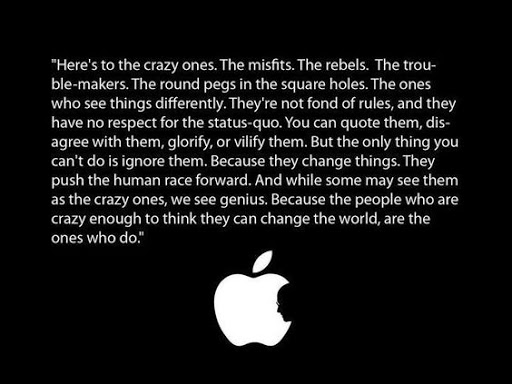 "Here's to the crazy ones. The misfits. The rebels.  The trou-
ble-makers. The round pegs in the square holes. The ones
who see things differently. They're not fond of rules, and they
have no respect for the status-quo. You can quote them, dis-
agree with them, glorify, or vilify them. But the only thing you
can't do is ignore them. Because they change things. They
push the human race forward. And while some may see them
as the crazy ones, we see genius. Because the people who are
crazy enough to think they can change the world, are the
ones who do."